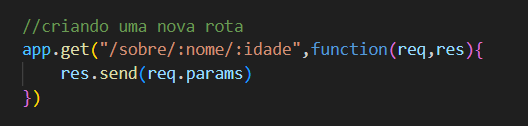 //criando uma nova rota
app.get("/sobre/:nome/:idade",function(req,res){
    res.send(req.params)
})